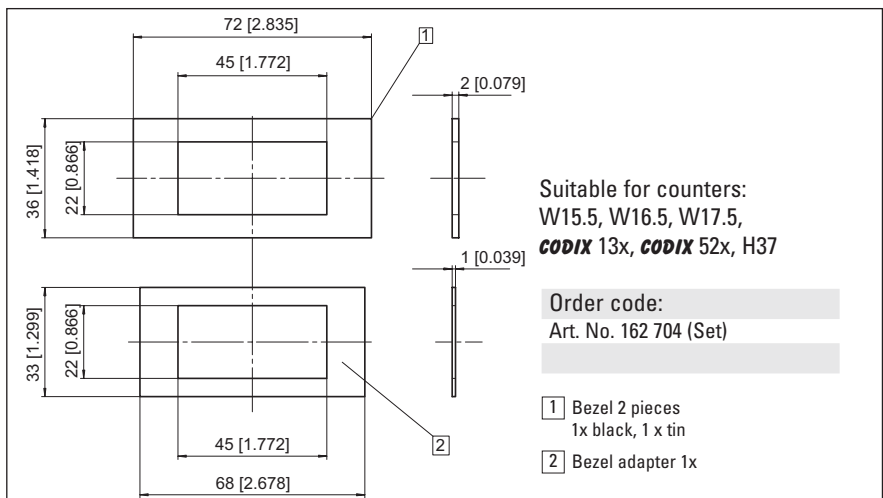 72 [2.835]
45 [1.772]
1
2 [0.079]
36 [1.418]
22 [0.866]
Suitable for counters:
W15.5, W16.5, W17.5,
CODIX 13x, CODIX 52x, H37
1 [0.039]
33 [1.299]
22 [0.866]
Order code:
Art. No. 162 704 (Set)
1 Bezel 2 pieces
1x black, 1 x tin
2
2 Bezel adapter 1x
45 [1.772]
68 [2.678]